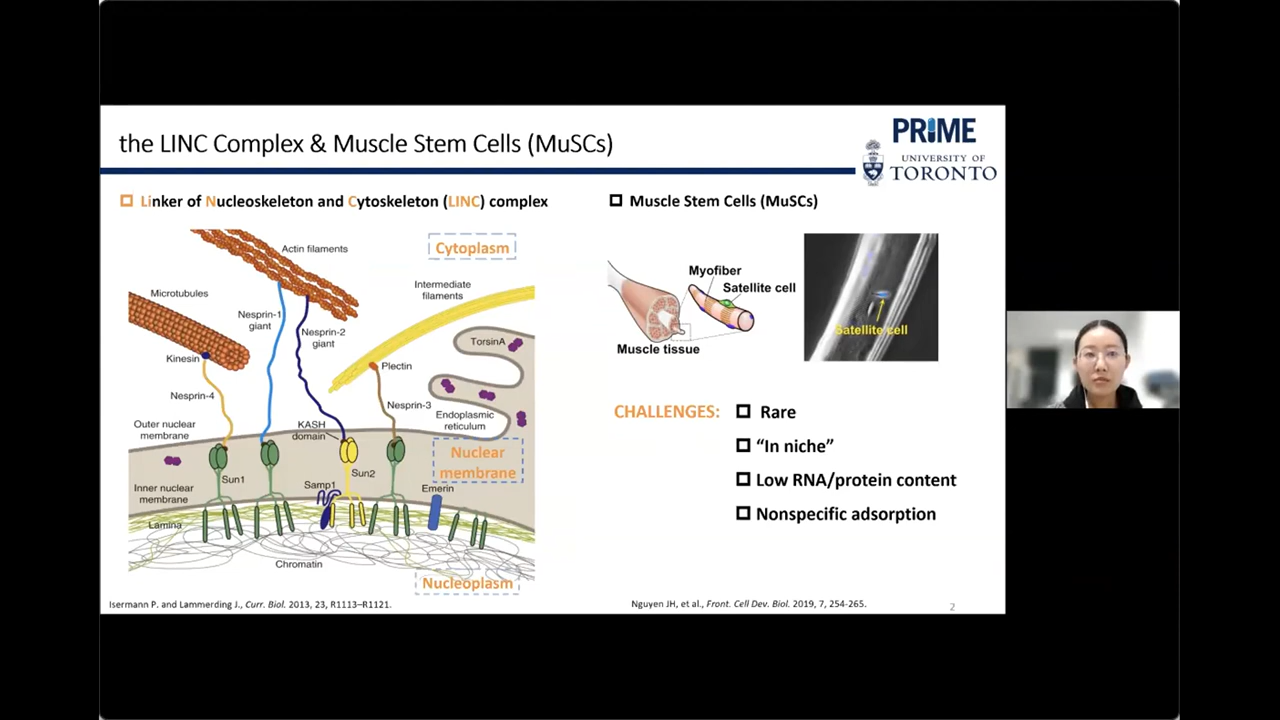 the LINC Complex & Muscle Stem Cells (MuSCs)
PRIME
UNIVERSITY OF
TORONTO
Linker of Nucleoskeleton and Cytoskeleton (LINC) complex
Actin filaments
Cytoplasm
Microtubules
Intermediate
filaments
Nesprin-1
giant
Nesprin-2
giant
TorsinA
Kinesin
Plectin
Nesprin-4
Nesprin-3
Endoplasmic
reticulum
Outer nuclear
membrane
KASH
domain
Nuclear
membrane
Sun1
Sun2
Inner nuclear
membrane
Samp1
Emerin
Lamina
Chromatin
Nucleoplasm
Isermann P. and Lammerding J., Curr. Biol. 2013, 23, R1113–R1121.
Muscle Stem Cells (MuSCs)
Myofiber
Satellite cell
Muscle tissue
Satellite cell
CHALLENGES:
Rare
“In niche”
Low RNA/protein content
Nonspecific adsorption
Nguyen JH, et al., Front. Cell Dev. Biol. 2019, 7, 254-265.
2